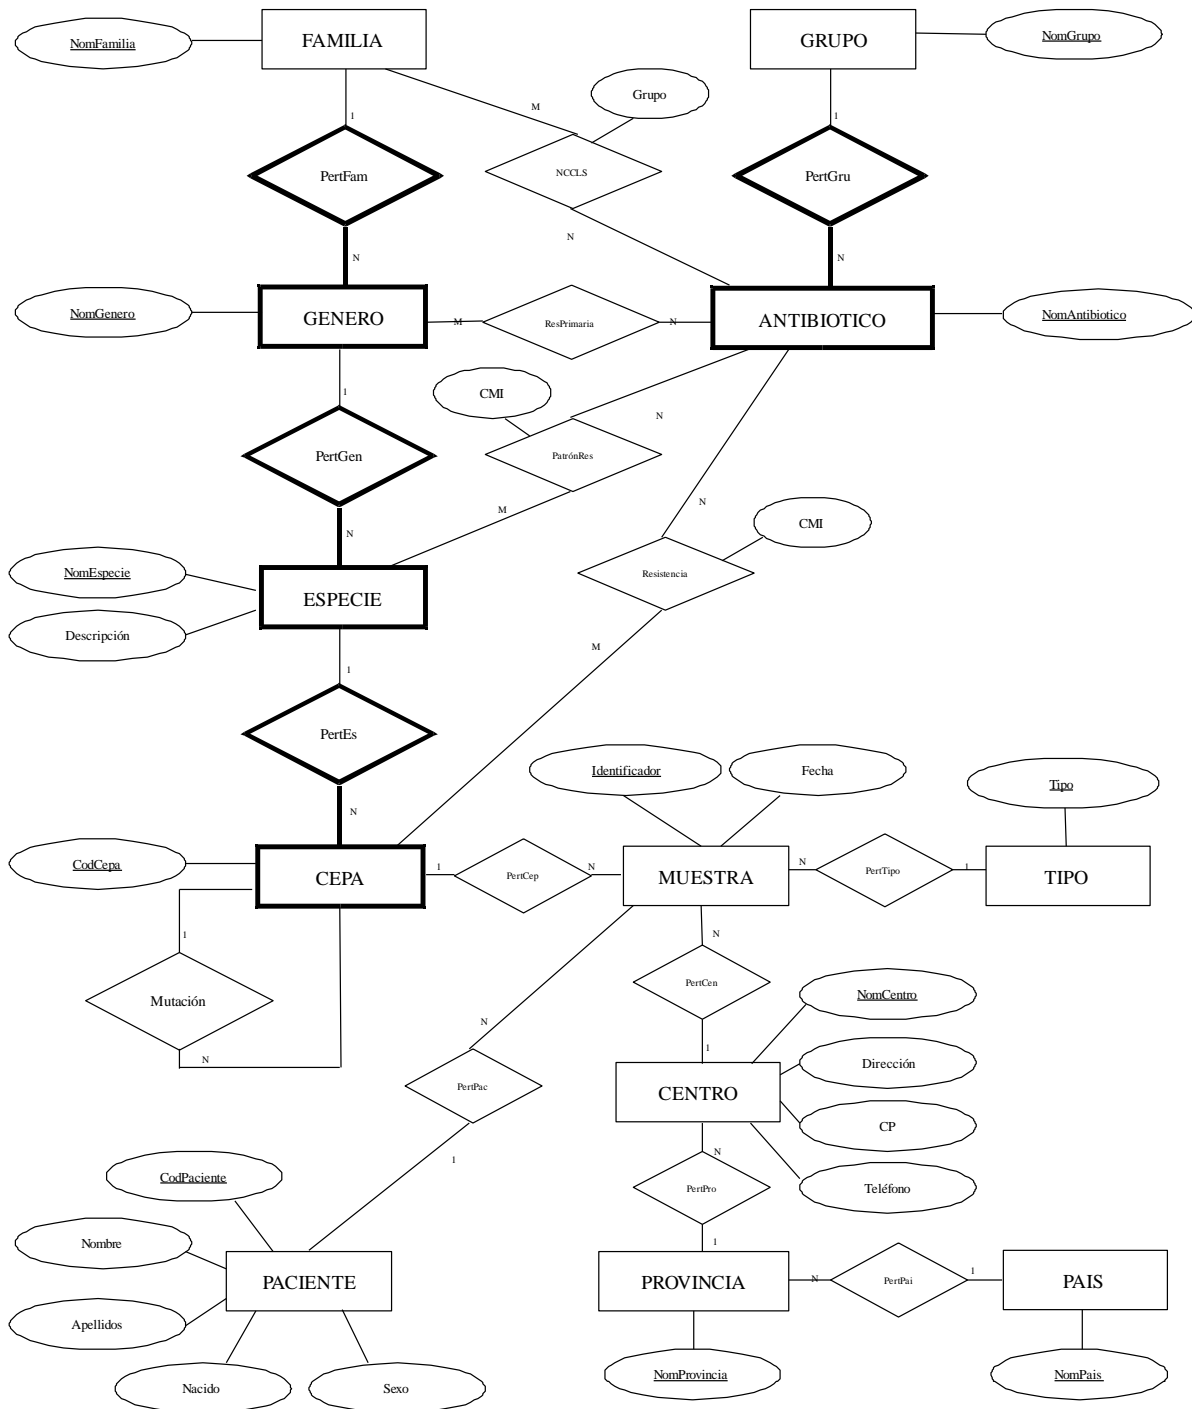 NomFamilia
FAMILIA
GRUPO
NomGrupo
M
Grupo
1
1
PertFam
NCCLS
PertGru
N
N
N
NomGenero
GENERO
M
ResPrimaria
N
ANTIBIOTICO
NomAntibiotico
1
CMI
N
PertGen
PatrónRes
M
N
CMI
N
NomEspecie
ESPECIE
Resistencia
Descripción
M
1
PertEs
Identificador
Fecha
Tipo
N
CodCepa
CEPA
1
PertCep
N
MUESTRA
N
PertTipo
1
TIPO
1
N
PertCen
Mutación
NomCentro
N
N
1
PertPac
Dirección
CENTRO
CP
N
1
CodPaciente
PertPro
Teléfono
Nombre
1
PACIENTE
PROVINCIA
N
PertPai
1
PAIS
Apellidos
Nacido
Sexo
NomProvincia
NomPais